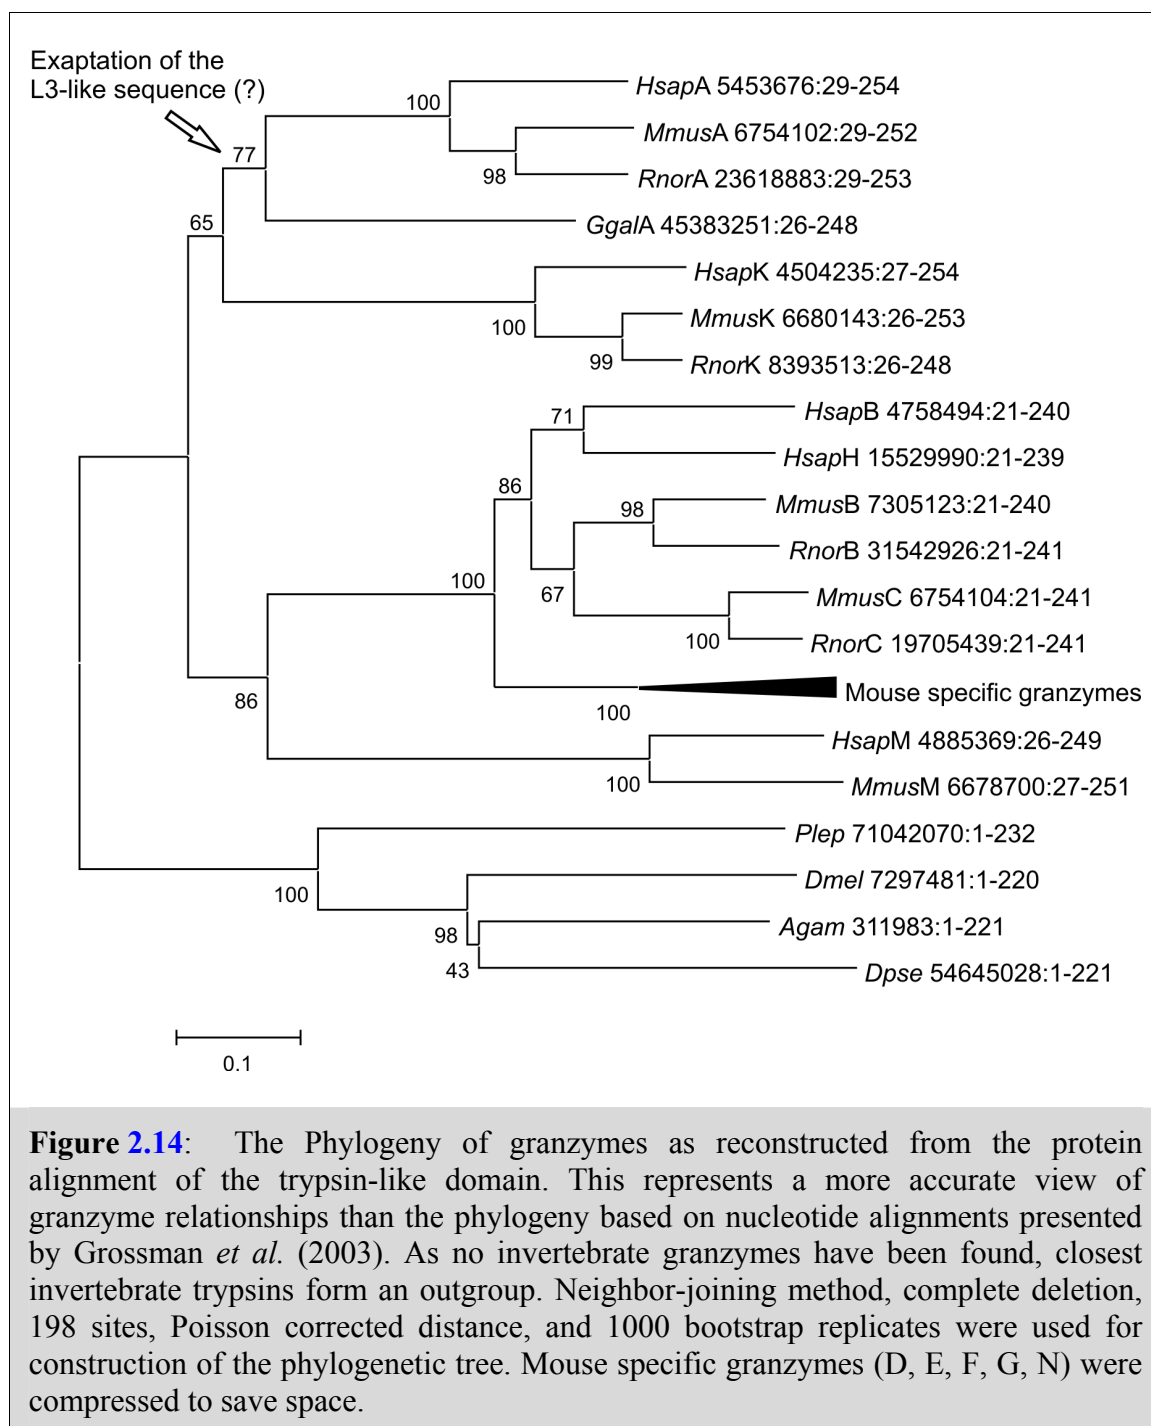 Exaptation of the
L3-like sequence (?)
HsapA 5453676:29-254
100
MmusA 6754102:29-252
77
98
RnorA 23618883:29-253
65
GgalA 45383251:26-248
HsapK 4504235:27-254
MmusK 6680143:26-253
100
99
RnorK 8393513:26-248
71
HsapB 4758494:21-240
HsapH 15529990:21-239
86
98
MmusB 7305123:21-240
RnorB 31542926:21-241
100
67
MmusC 6754104:21-241
100
RnorC 19705439:21-241
86
Mouse specific granzymes
100
HsapM 4885369:26-249
100
MmusM 6678700:27-251
Plep 71042070:1-232
100
Dmel 7297481:1-220
98
Agam 311983:1-221
43
Dpse 54645028:1-221
0.1
Figure 2.14: The Phylogeny of granzymes as reconstructed from the protein
alignment of the trypsin-like domain. This represents a more accurate view of
granzyme relationships than the phylogeny based on nucleotide alignments presented
by Grossman et al. (2003). As no invertebrate granzymes have been found, closest
invertebrate trypsins form an outgroup. Neighbor-joining method, complete deletion,
198 sites, Poisson corrected distance, and 1000 bootstrap replicates were used for
construction of the phylogenetic tree. Mouse specific granzymes (D, E, F, G, N) were
compressed to save space.